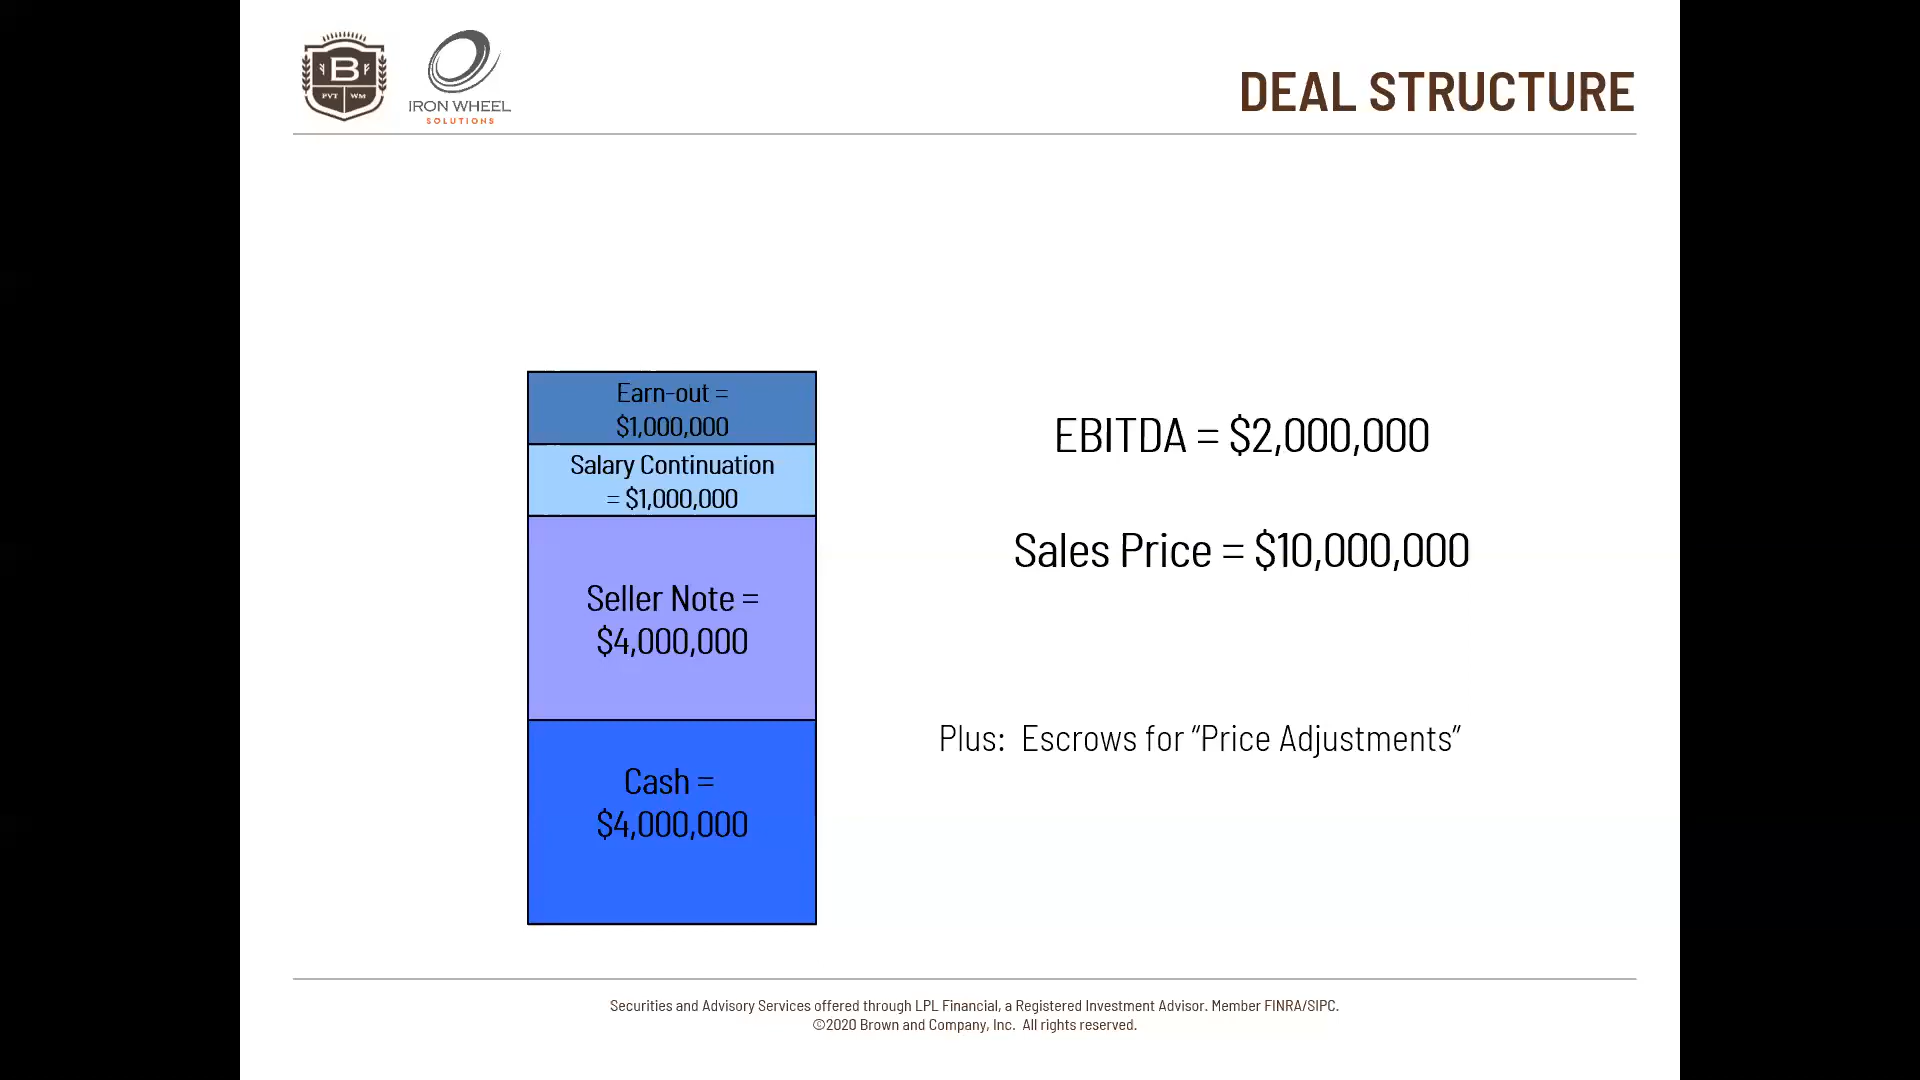 B
PVT WM
IRON WHEEL
SOLUTIONS
DEAL STRUCTURE
Earn-out =
$1,000,000
Salary Continuation
= $1,000,000
Seller Note =
$4,000,000
Cash =
$4,000,000
EBITDA = $2,000,000
Sales Price = $10,000,000
Plus:  Escrows for “Price Adjustments”
Securities and Advisory Services offered through LPL Financial, a Registered Investment Advisor. Member FINRA/SIPC.
©2020 Brown and Company, Inc.  All rights reserved.